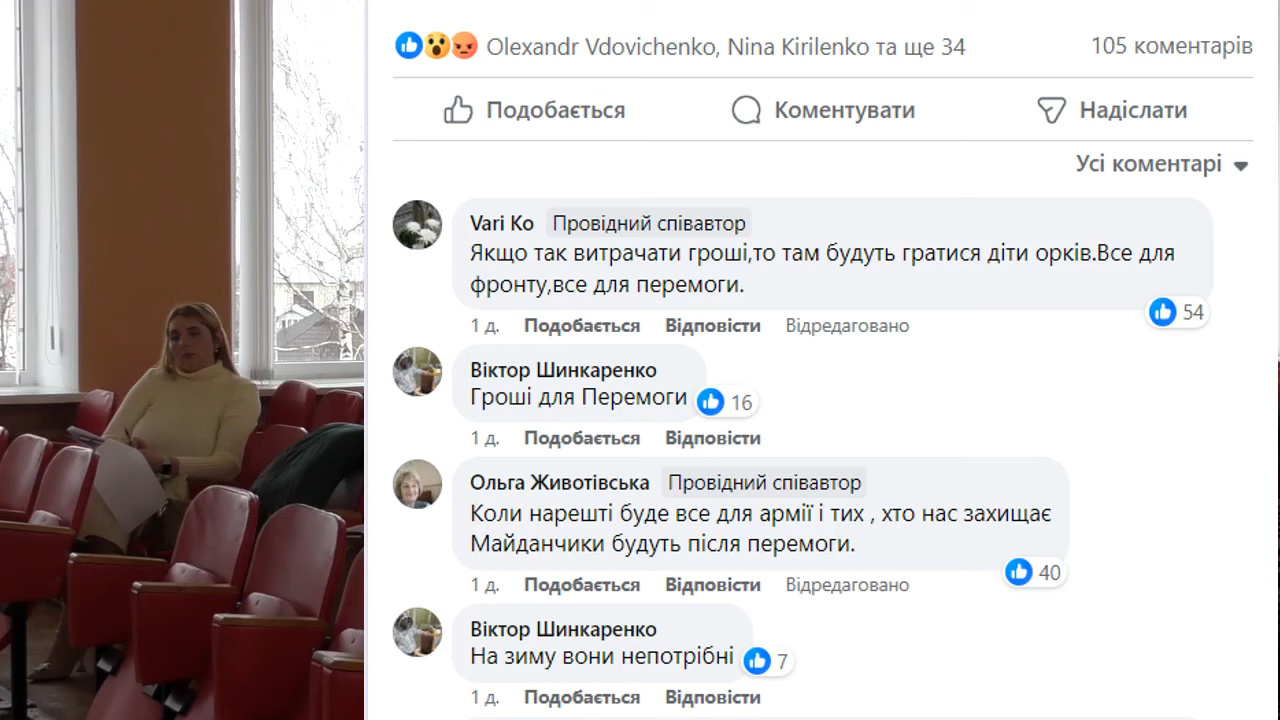 Olexandr Vdovichenko, Nina Kirilenko та ще 34
105 коментарів
Подобається
Коментувати
Надіслати
Усі коментарі
Vari Ko Провідний співавтор
Якщо так витрачати гроші,то там будуть гратися діти орків.Все для
фронту,все для перемоги.
54
1 д. Подобається Відповісти Відредаговано
Віктор Шинкаренко
Гроші для Перемоги
16
1 д. Подобається Відповісти
Ольга Животівська Провідний співавтор
Коли нарешті буде все для армії і тих , хто нас захищає
Майданчики будуть після перемоги.
40
1 д. Подобається Відповісти Відредаговано
Віктор Шинкаренко
На зиму вони непотрібні
7
1 д. Подобається Відповісти